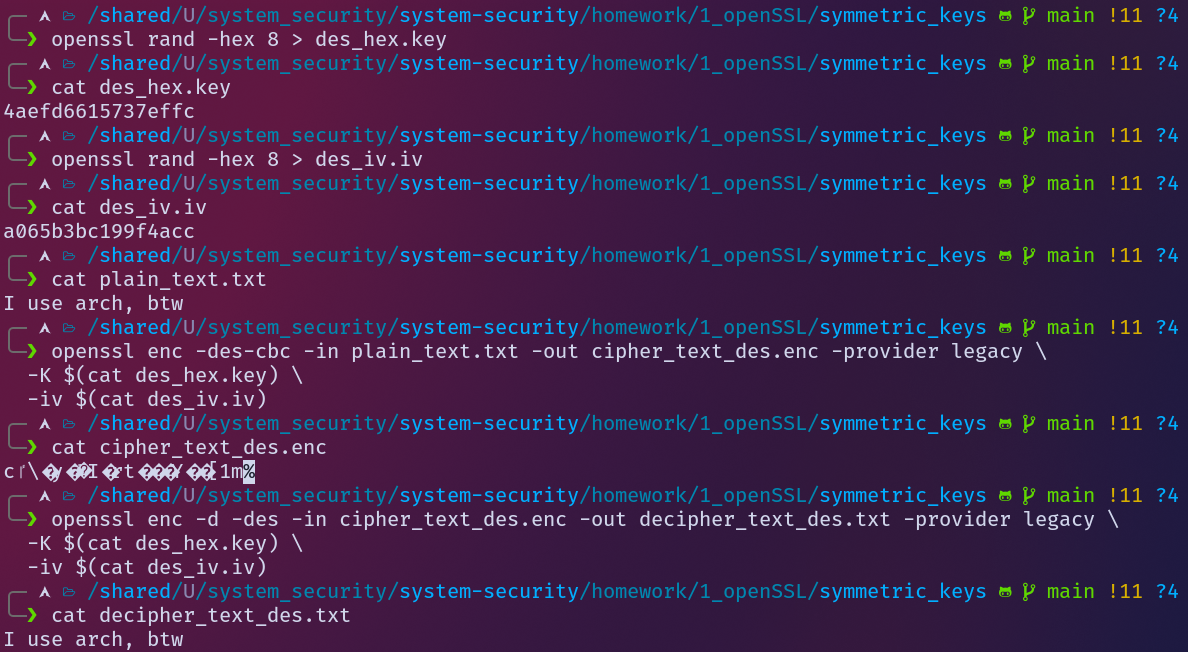 /shared/U/system_security/system-security/homework/1_openSSL/symmetric_keys main !11 ?4
❯ openssl rand -hex 8 > des_hex.key
/shared/U/system_security/system-security/homework/1_openSSL/symmetric_keys main !11 ?4
❯ cat des_hex.key
4aefd6615737effc
/shared/U/system_security/system-security/homework/1_openSSL/symmetric_keys main !11 ?4
❯ openssl rand -hex 8 > des_iv.iv
/shared/U/system_security/system-security/homework/1_openSSL/symmetric_keys main !11 ?4
❯ cat des_iv.iv
a065b3bc199f4acc
/shared/U/system_security/system-security/homework/1_openSSL/symmetric_keys main !11 ?4
❯ cat plain_text.txt
I use arch, btw
/shared/U/system_security/system-security/homework/1_openSSL/symmetric_keys main !11 ?4
❯ openssl enc -des-cbc -in plain_text.txt -out cipher_text_des.enc -provider legacy \
-K $(cat des_hex.key) \
-iv $(cat des_iv.iv)
/shared/U/system_security/system-security/homework/1_openSSL/symmetric_keys main !11 ?4
❯ cat cipher_text_des.enc
/shared/U/system_security/system-security/homework/1_openSSL/symmetric_keys main !11 ?4
❯ openssl enc -d -des -in cipher_text_des.enc -out decipher_text_des.txt -provider legacy \
-K $(cat des_hex.key) \
-iv $(cat des_iv.iv)
/shared/U/system_security/system-security/homework/1_openSSL/symmetric_keys main !11 ?4
❯ cat decipher_text_des.txt
I use arch, btw